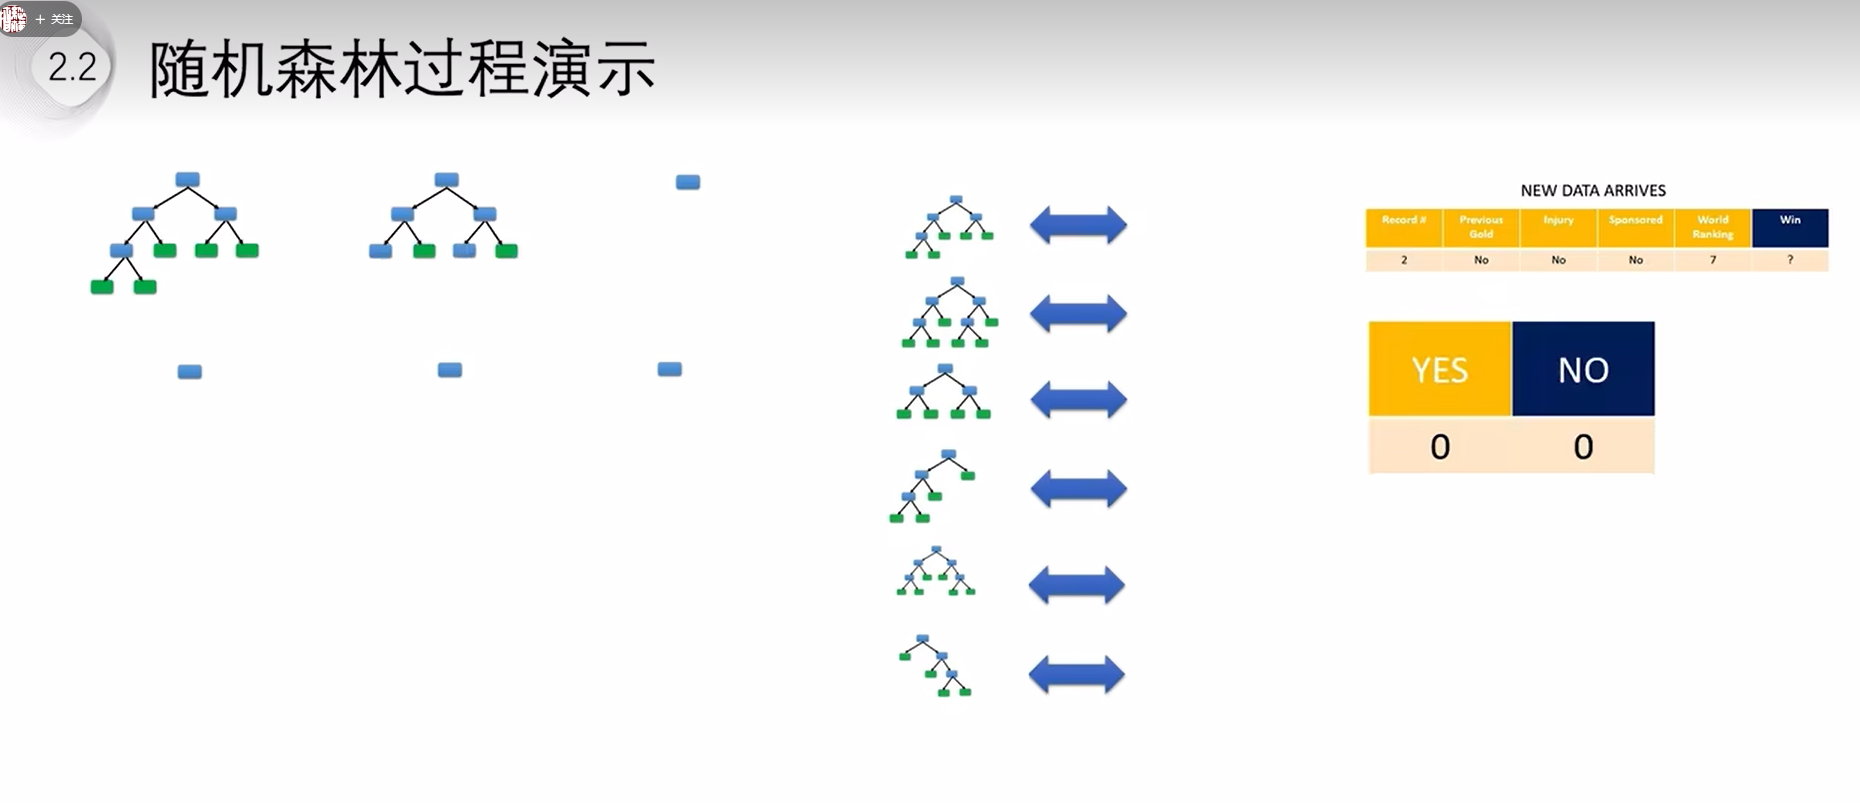 + 关注
2.2
随机森林过程演示
NEW DATA ARRIVES
Record # Previous Gold Injury Sponsored World Ranking Win
2 No No No 7 ?
YES NO
0 0